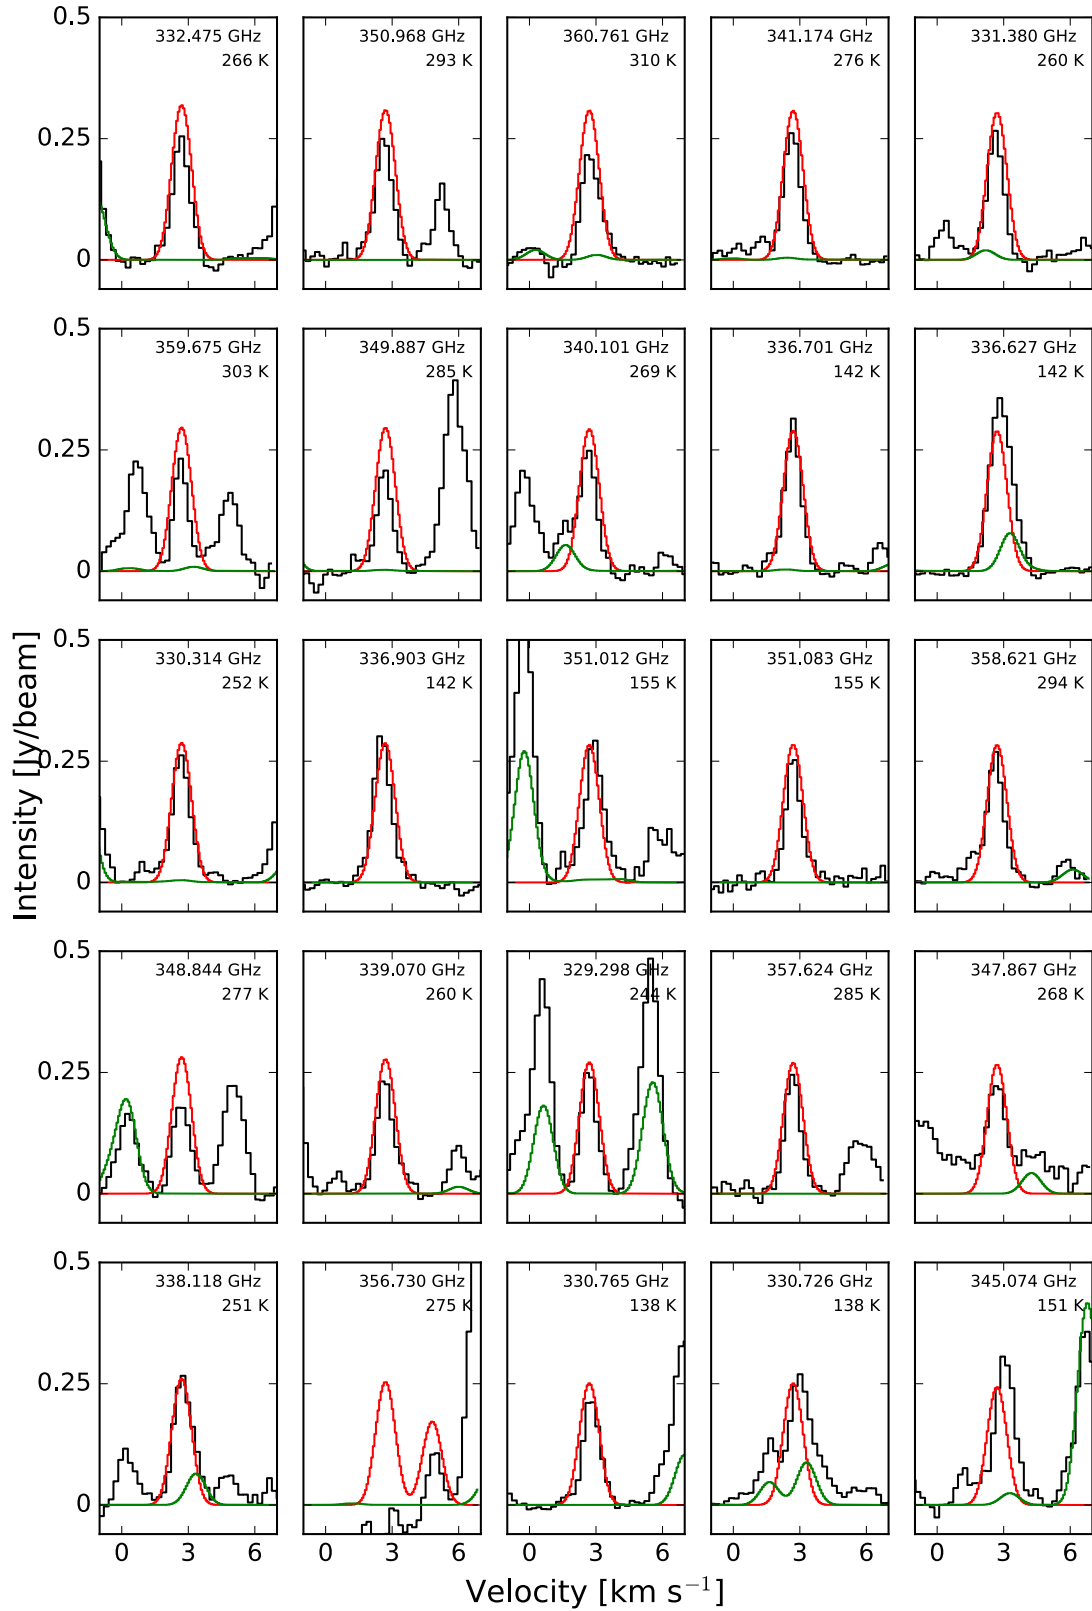 0.5
332.475 GHz
266 K
350.968 GHz
293 K
360.761 GHz
310 K
341.174 GHz
276 K
331.380 GHz
260 K
0.25
0
0.5
359.675 GHz
303 K
349.887 GHz
285 K
340.101 GHz
269 K
336.701 GHz
142 K
336.627 GHz
142 K
0.25
0
0.5
330.314 GHz
252 K
336.903 GHz
142 K
351.012 GHz
155 K
351.083 GHz
155 K
358.621 GHz
294 K
0.25
0
Intensity [Jy/beam]
0.5
348.844 GHz
277 K
339.070 GHz
260 K
329.298 GHz
244 K
357.624 GHz
285 K
347.867 GHz
268 K
0.25
0
0.5
338.118 GHz
251 K
356.730 GHz
275 K
330.765 GHz
138 K
330.726 GHz
138 K
345.074 GHz
151 K
0.25
0
0 3 6 0 3 6 0 3 6 0 3 6 0 3 6
Velocity [km s⁻¹]